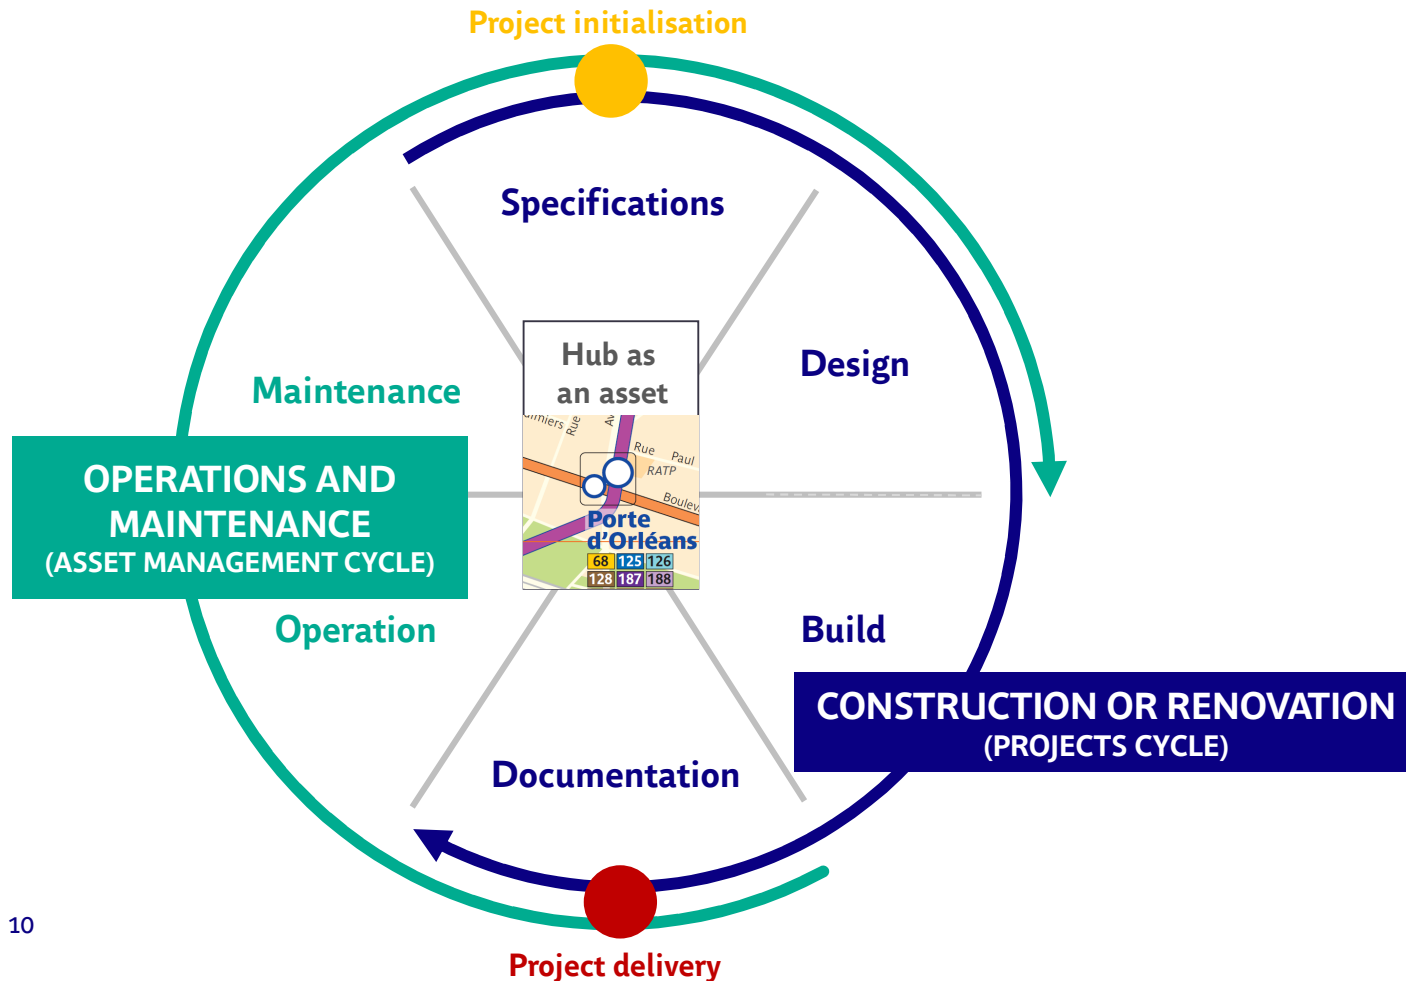 Project initialisation
Specifications
Design
Hub as
an asset
Maintenance
Rue
Rue Paul
RATP
Porte
d'Orléans
68 125 126
128 187 188
OPERATIONS AND
MAINTENANCE
(ASSET MANAGEMENT CYCLE)
Operation
Build
CONSTRUCTION OR RENOVATION
(PROJECTS CYCLE)
Documentation
Project delivery
10